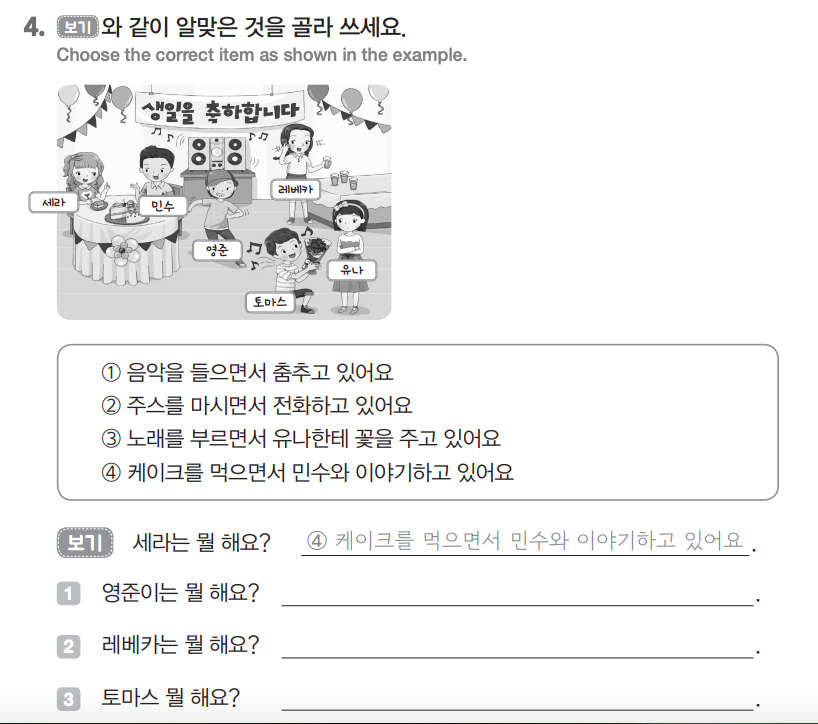 4. 보기 와 같이 알맞은 것을 골라 쓰세요.
Choose the correct item as shown in the example.
생일을 축하합니다
세라
민수
레베카
영준
유나
토마스
① 음악을 들으면서 춤추고 있어요
② 주스를 마시면서 전화하고 있어요
③ 노래를 부르면서 유나한테 꽃을 주고 있어요
④ 케이크를 먹으면서 민수와 이야기하고 있어요
보기 세라는 뭘 해요? ④ 케이크를 먹으면서 민수와 이야기하고 있어요.
1 영준이는 뭘 해요? .
2 레베카는 뭘 해요? .
3 토마스 뭘 해요? .